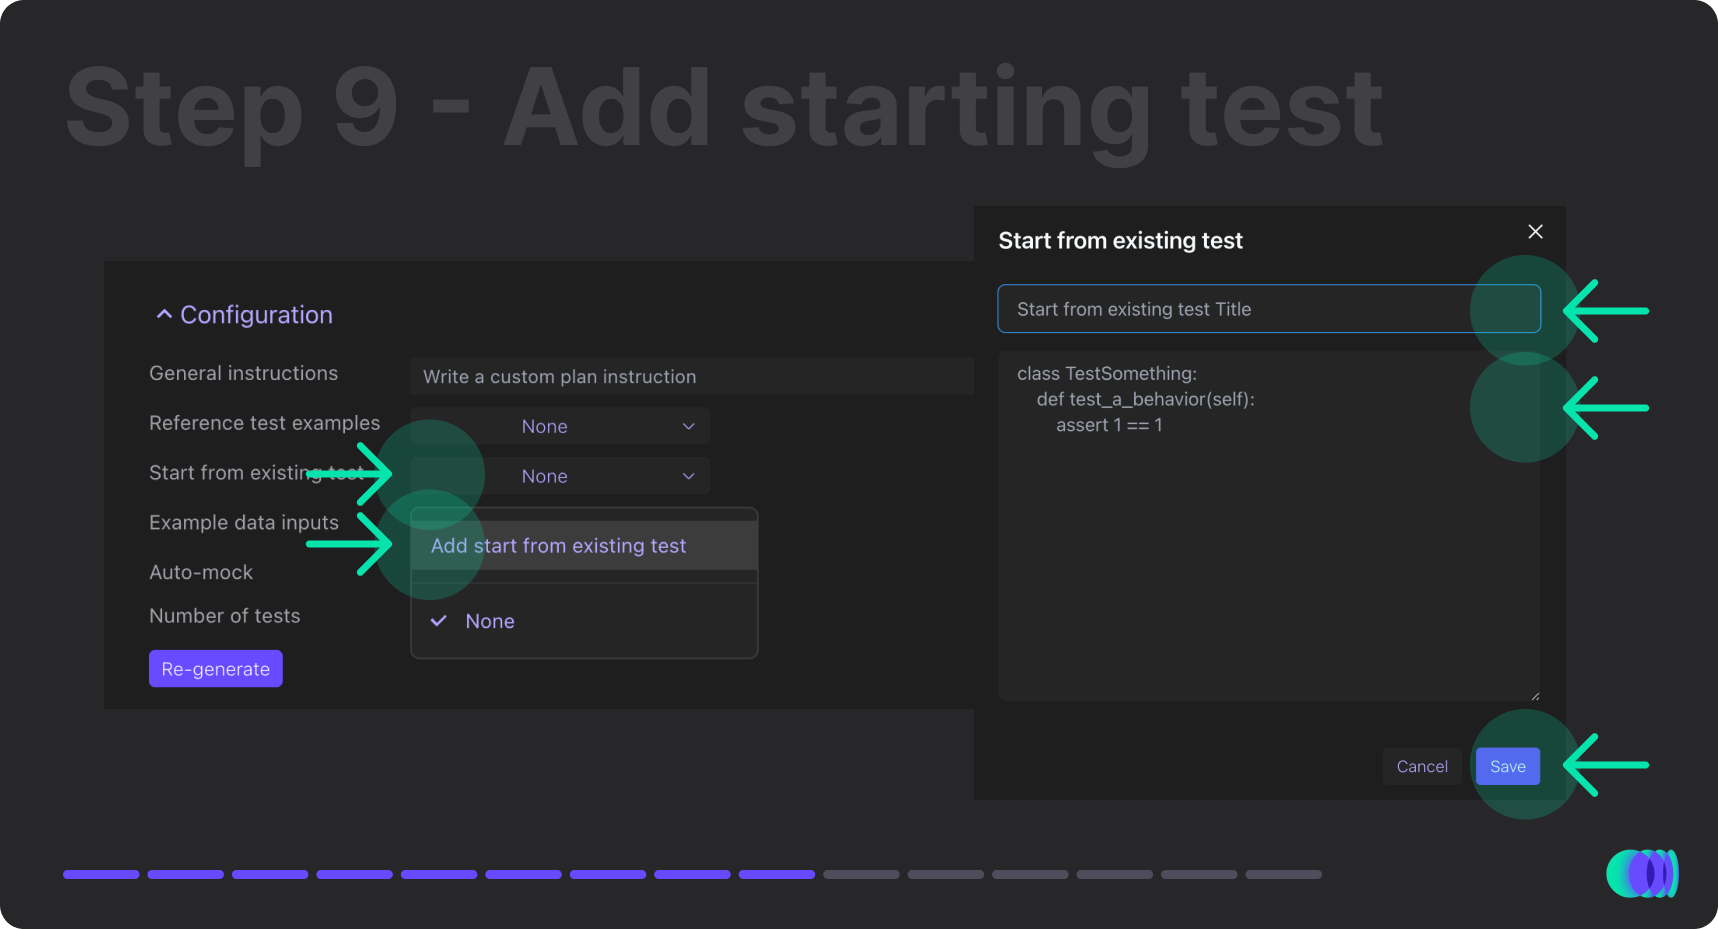 Step 9 - Add starting test
Configuration
General instructions
Write a custom plan instruction
Reference test examples
None
Start from existing test
None
Example data inputs
Add start from existing test
Auto-mock
None
Number of tests
Re-generate
Start from existing test
Start from existing test Title
class TestSomething:
def test_a_behavior(self):
assert 1 == 1
Cancel
Save